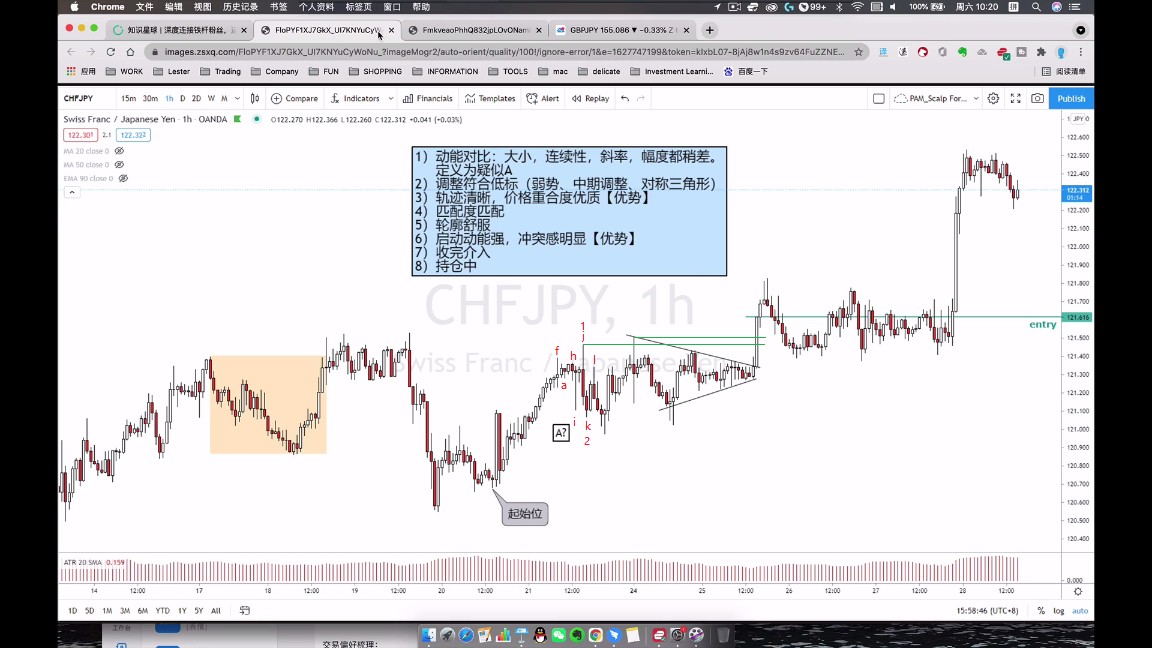 Chrome 文件 编辑 视图 历史记录 书签 个人资料 标签页 窗口 帮助 99+ 100% 周六 10:20
知识星球 | 深度连接铁杆粉丝， FloPYF1XJ7GkX_UI7KNYuCyW FmkveaoPhhQ832jpLOvONam GBPJPY 155.086 ▼ −0.33%
images.zsxq.com/FloPYF1XJ7GkX_UI7KNYuCyWoNu_?imageMogr2/auto-orient/quality/100!/ignore-error/1&e=1627747199&token=kIxbL07-8jAj8w1n4s9zv64FuZZNE...
应用 WORK Lester Trading Company FUN SHOPPING INFORMATION TOOLS mac delicate Investment Learni... 百度一下 阅读清单
CHFJPY 15m 30m 1h D 2D W M Compare Indicators Financials Templates Alert Replay PAM_Scalp For... Publish
Swiss Franc / Japanese Yen · 1h · OANDA O122.270 H122.366 L122.260 C122.312 +0.041 (+0.03%)
JPY
122.301 2.1 122.322
MA 20 close 0
MA 50 close 0
EMA 90 close 0
1）动能对比：大小，连续性，斜率，幅度都稍差。
定义为疑似A
2）调整符合低标（弱势、中期调整、对称三角形）
3）轨迹清晰，价格重合度优质【优势】
4）匹配度匹配
5）轮廓舒服
6）启动动能强，冲突感明显【优势】
7）收完介入
8）持仓中
122.600
122.500
122.400
122.312
01:14
122.200
122.100
122.000
121.900
121.800
121.700
121.616
entry
121.500
121.400
121.300
121.200
121.100
121.000
120.900
120.800
120.700
120.600
120.500
120.400
CHFJPY, 1h
Swiss Franc / Japanese Yen
1
j
f h l
a
i k
A? 2
起始位
ATR 20 SMA 0.159
0.000
14 12:00 17 18 12:00 19 12:00 20 12:00 21 12:00 24 25 12:00 26 12:00 27 12:00 28 12:00
1D 5D 1M 3M 6M YTD 1Y 5Y All 15:58:46 (UTC+8) % log auto
工作台
交易偏好梳理：